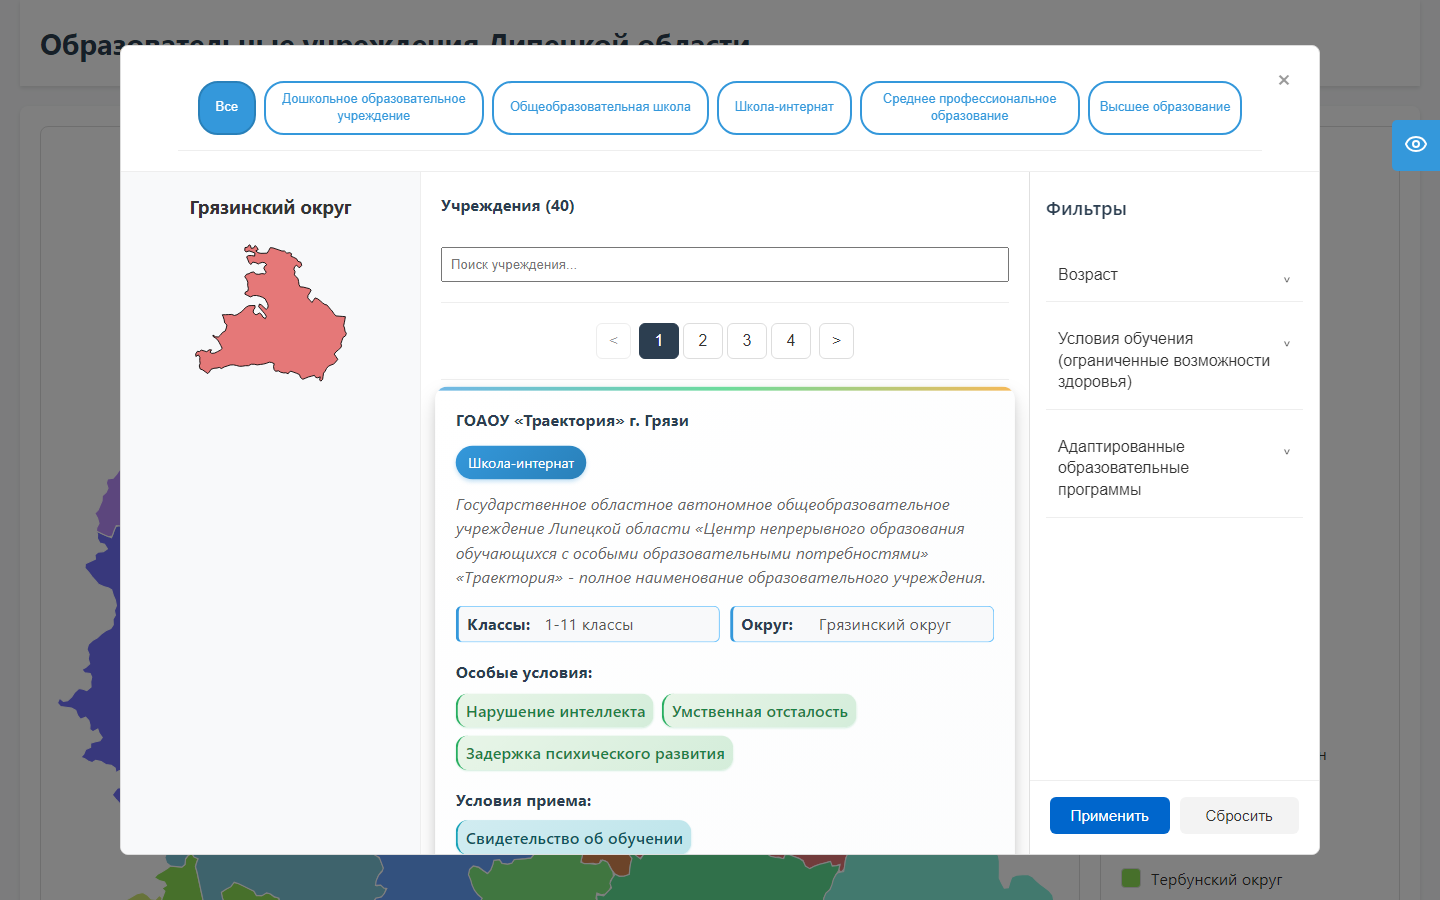 Образовательные учреждения Липецкой области
×
Все
Дошкольное образовательное
учреждение
Общеобразовательная школа
Школа-интернат
Среднее профессиональное
образование
Высшее образование
Грязинский округ
Учреждения (40)
Поиск учреждения...
< 1 2 3 4 >
ГОАОУ «Траектория» г. Грязи
Школа-интернат
Государственное областное автономное общеобразовательное
учреждение Липецкой области «Центр непрерывного образования
обучающихся с особыми образовательными потребностями»
«Траектория» - полное наименование образовательного учреждения.
Классы: 1-11 классы
Округ: Грязинский округ
Особые условия:
Нарушение интеллекта
Умственная отсталость
Задержка психического развития
Условия приема:
Свидетельство об обучении
Фильтры
Возраст
Условия обучения
(ограниченные возможности
здоровья)
Адаптированные
образовательные
программы
Применить
Сбросить
н
Тербунский округ